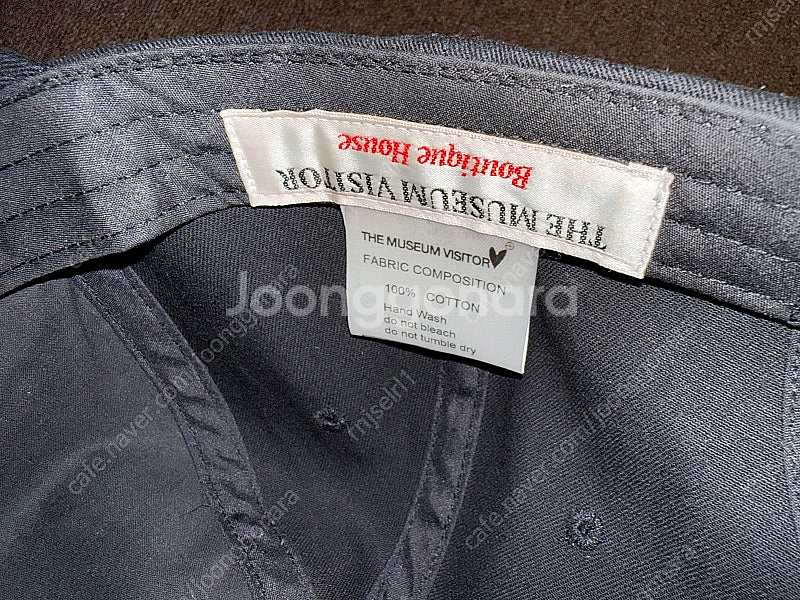 Boutique House
THE MUSEUM VISITOR
THE MUSEUM VISITOR
FABRIC COMPOSITION
100% COTTON
Hand Wash
do not bleach
do not tumble dry
Joonggonara
cafe.naver.com/joonggonara